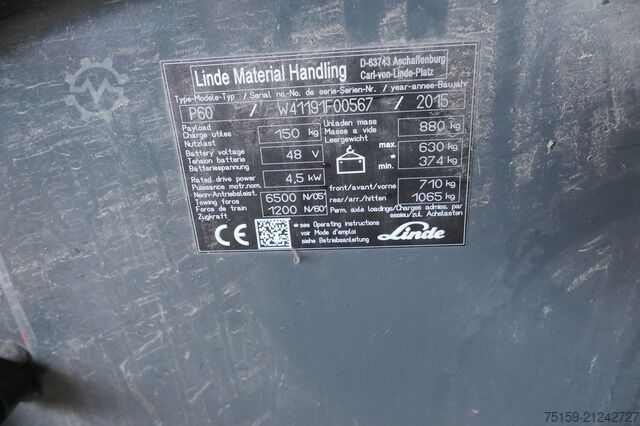 Linde Material Handling
D-63743 Aschaffenburg
Carl-von-Linde-Platz
Type-Modele-Typ / Serial no.-No. de serie-Serien-Nr. / year-annee-Baujahr
P60 / W41191F00567 / 2015
Payload
Charge utiles
Nutzlast
150 kg
Unladen mass
Masse a vide
Leergewicht
880 kg
Battery voltage
Tension batterie
Batteriespannung
48 V
max. 630 kg
*
min. 374 kg
Rated drive power
Puissance motr.nom.
Nenn-Antriebsleist.
4,5 kW
front/avant/vorne 710 kg
rear/arr./hitten 1065 kg
Towing force
Force de train
Zugkraft
6500 N/05'
1200 N/60'
Perm. axle loadings/Charges admiss. par
essieu/zul. Achslasten
CE
*see Operating instructions
voir Mode d'emploi
siehe Betriebsanleitung
Linde
75159-21242727